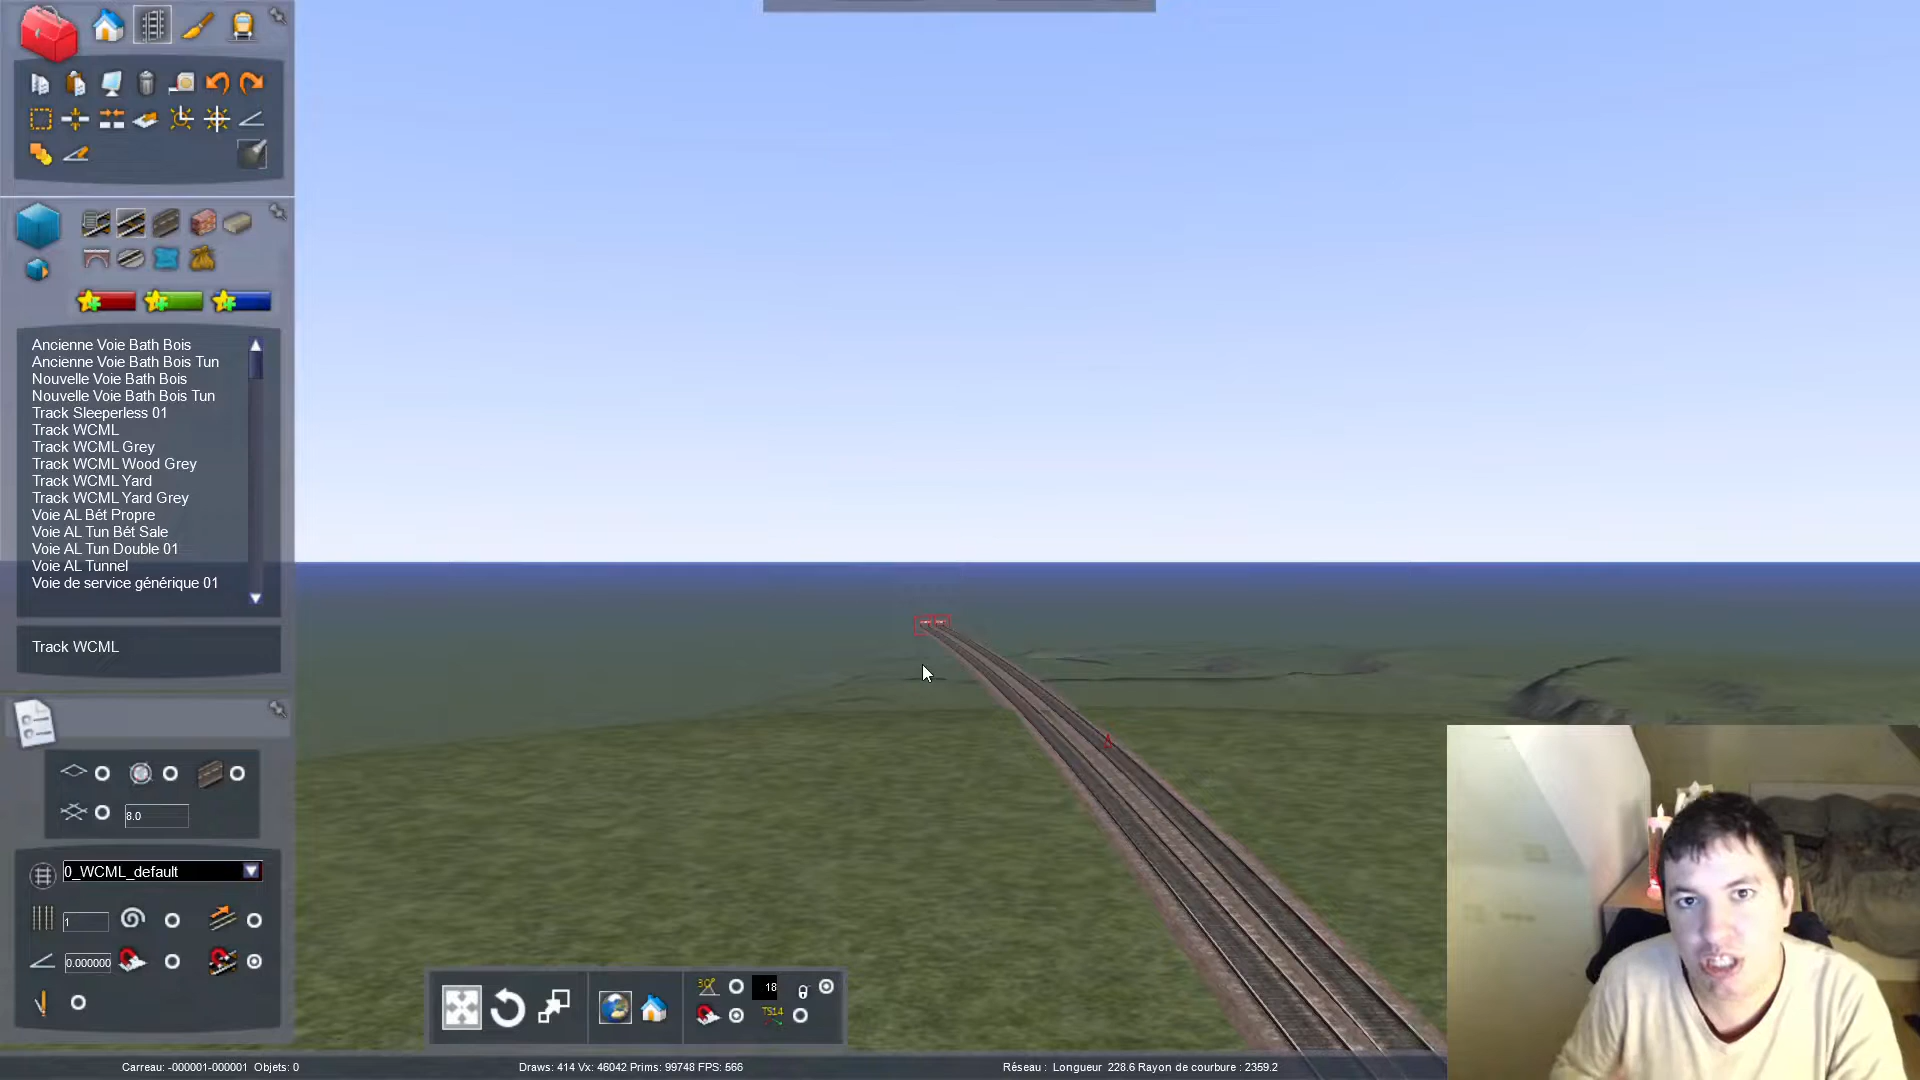 Ancienne Voie Bath Bois
Ancienne Voie Bath Bois Tun
Nouvelle Voie Bath Bois
Nouvelle Voie Bath Bois Tun
Track Sleeperless 01
Track WCML
Track WCML Grey
Track WCML Wood Grey
Track WCML Yard
Track WCML Yard Grey
Voie AL Bét Propre
Voie AL Tun Bét Sale
Voie AL Tun Double 01
Voie AL Tunnel
Voie de service générique 01
Track WCML
8.0
0_WCML_default
1
0.000000
30°
18
TS14
Carreau: -000001-000001 Objets: 0
Draws: 414 Vx: 46042 Prims: 99748 FPS: 566
Réseau : Longueur 228.6 Rayon de courbure : 2359.2